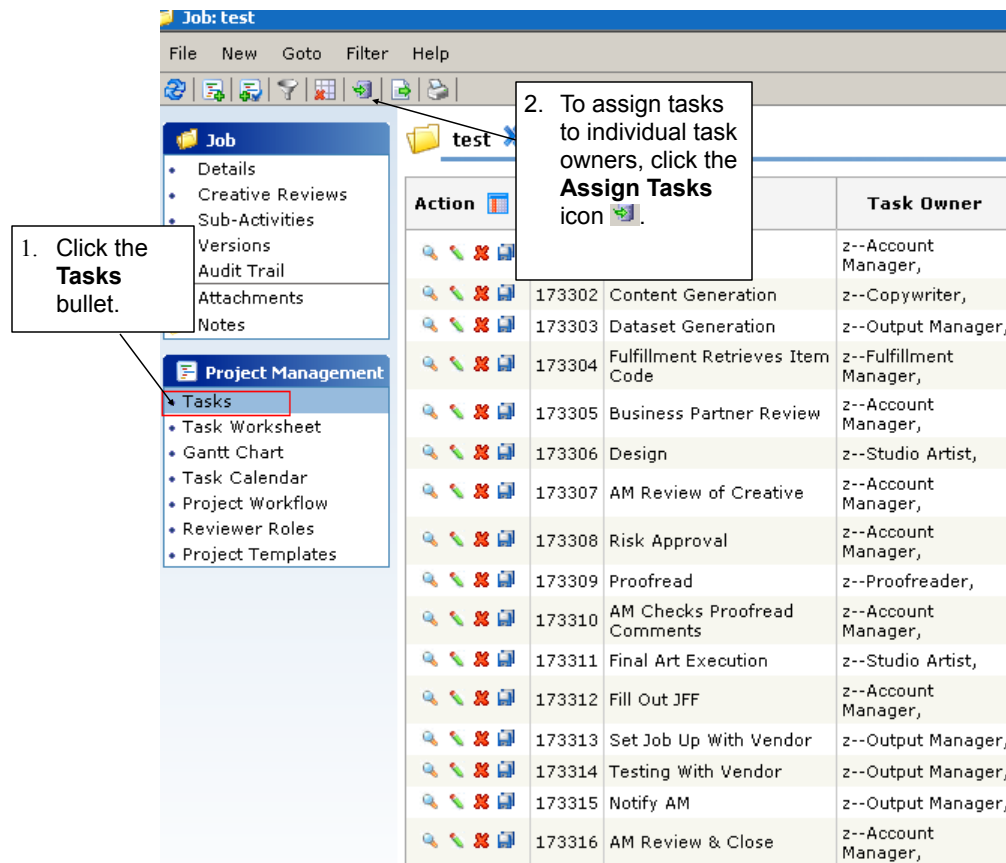 Job: test
File New Goto Filter Help
1. Click the
Tasks
bullet.
2. To assign tasks
to individual task
owners, click the
Assign Tasks
icon .
Job
Details
Creative Reviews
Sub-Activities
Versions
Audit Trail
Attachments
Notes
Project Management
Tasks
Task Worksheet
Gantt Chart
Task Calendar
Project Workflow
Reviewer Roles
Project Templates
test
Action Task Owner
z--Account
Manager,
173302 Content Generation z--Copywriter,
173303 Dataset Generation z--Output Manager,
173304 Fulfillment Retrieves Item z--Fulfillment
Code Manager,
173305 Business Partner Review z--Account
Manager,
173306 Design z--Studio Artist,
173307 AM Review of Creative z--Account
Manager,
173308 Risk Approval z--Account
Manager,
173309 Proofread z--Proofreader,
173310 AM Checks Proofread z--Account
Comments Manager,
173311 Final Art Execution z--Studio Artist,
173312 Fill Out JFF z--Account
Manager,
173313 Set Job Up With Vendor z--Output Manager,
173314 Testing With Vendor z--Output Manager,
173315 Notify AM z--Output Manager,
173316 AM Review & Close z--Account
Manager,